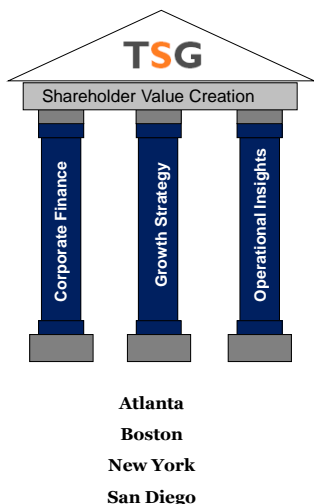 TSG
Shareholder Value Creation
Corporate Finance
Growth Strategy
Operational Insights
Atlanta
Boston
New York
San Diego